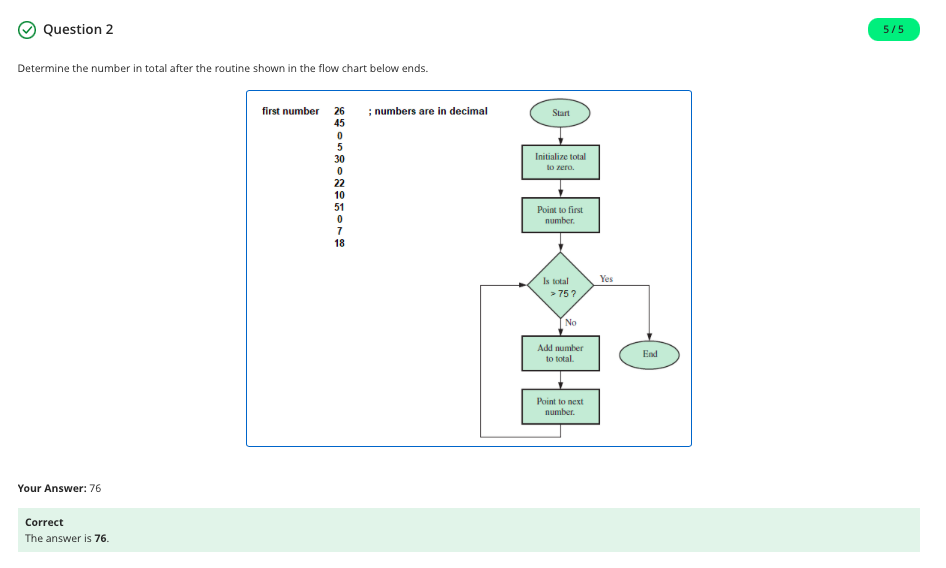 Question 2
5 / 5
Determine the number in total after the routine shown in the flow chart below ends.
first number 26 ; numbers are in decimal
45
0
5
30
0
22
10
51
0
7
18
Start
Initialize total
to zero.
Point to first
number.
Is total
> 75 ?
Yes
No
Add number
to total.
End
Point to next
number.
Your Answer: 76
Correct
The answer is 76.